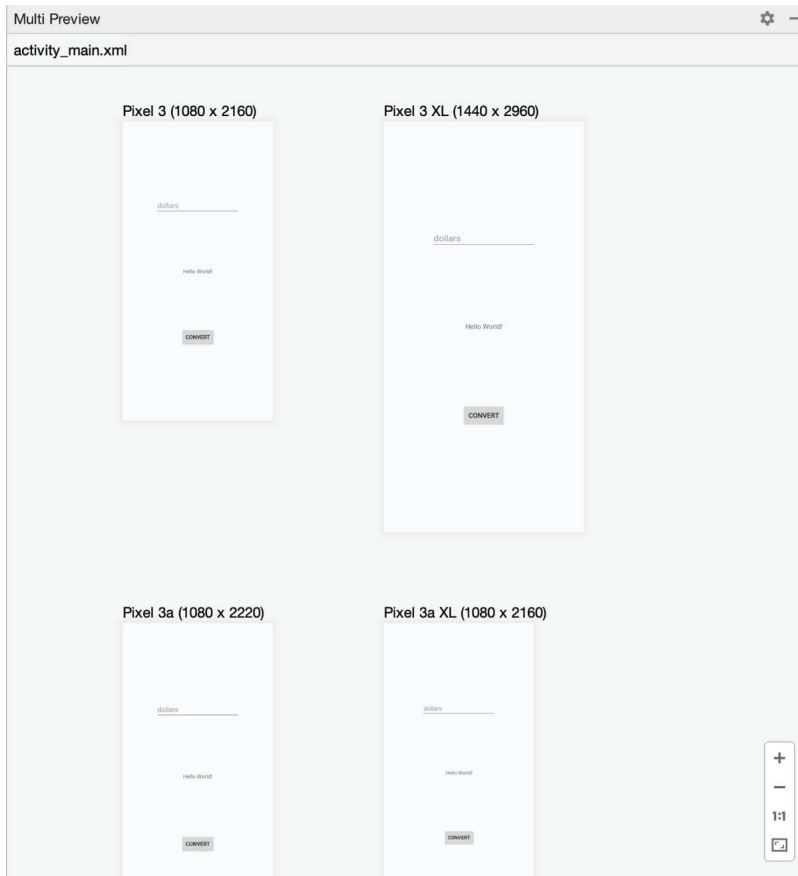 Multi Preview
activity_main.xml
Pixel 3 (1080 x 2160)
dollars
Hello World!
CONVERT
Pixel 3 XL (1440 x 2960)
dollars
Hello World!
CONVERT
Pixel 3a (1080 x 2220)
dollars
Hello World!
CONVERT
Pixel 3a XL (1080 x 2160)
dollars
Hello World!
CONVERT
1:1